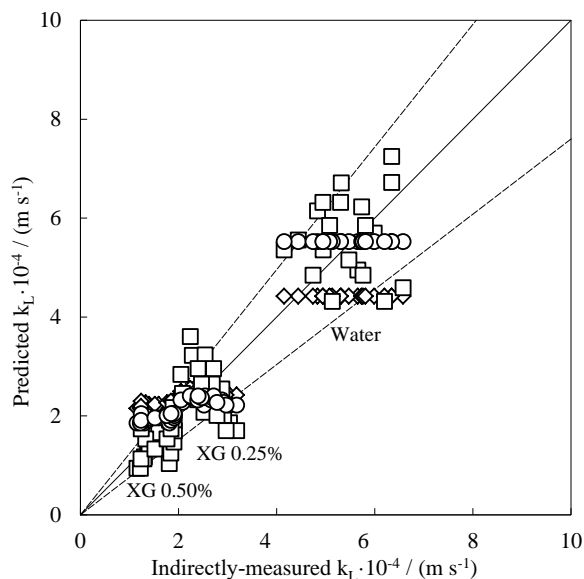 10
8
6
4
2
0
Predicted k_L·10⁻⁴ / (m s⁻¹)
Water
XG 0.25%
XG 0.50%
0 2 4 6 8 10
Indirectly-measured k_L·10⁻⁴ / (m s⁻¹)